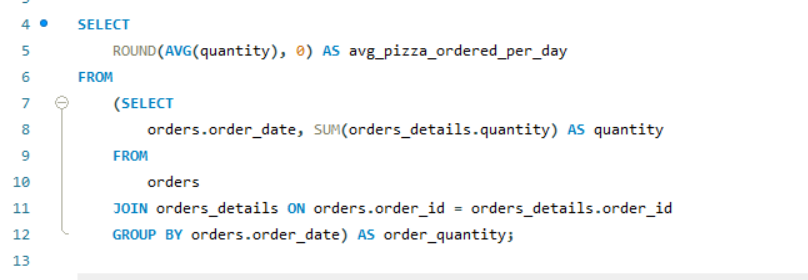 4 SELECT
5 ROUND(AVG(quantity), 0) AS avg_pizza_ordered_per_day
6 FROM
7 (SELECT
8 orders.order_date, SUM(orders_details.quantity) AS quantity
9 FROM
10 orders
11 JOIN orders_details ON orders.order_id = orders_details.order_id
12 GROUP BY orders.order_date) AS order_quantity;
13